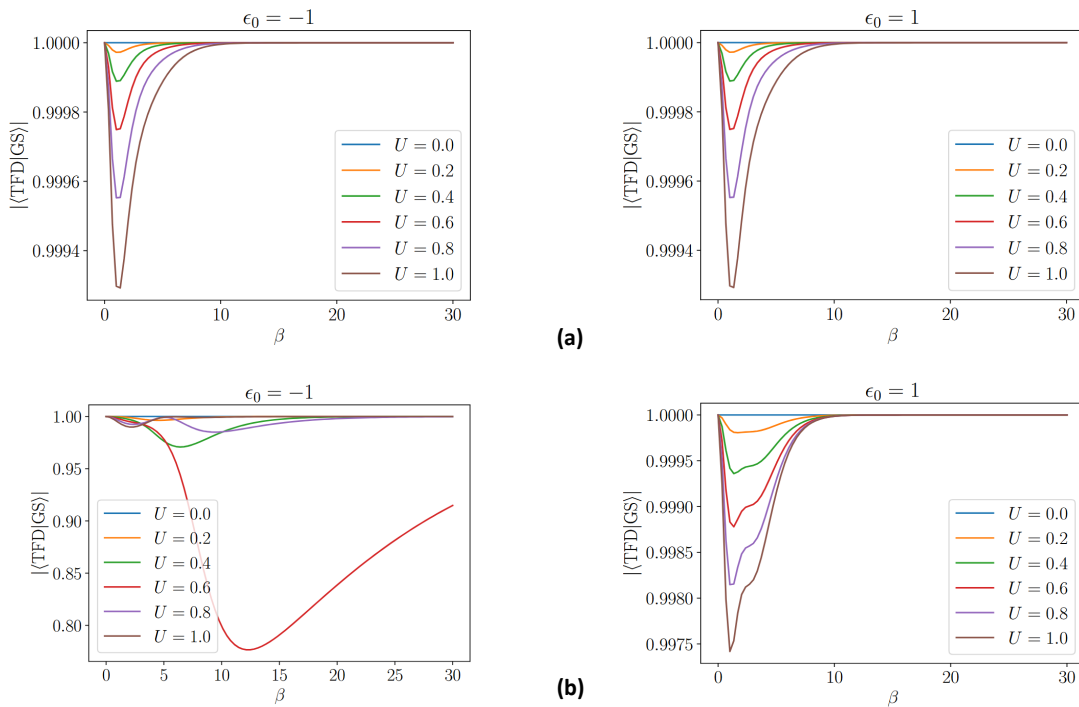 ϵ₀ = −1
|⟨TFD|GS⟩|
1.0000
0.9998
0.9996
0.9994
U = 0.0
U = 0.2
U = 0.4
U = 0.6
U = 0.8
U = 1.0
0 10 20 30
β
ϵ₀ = 1
|⟨TFD|GS⟩|
1.0000
0.9998
0.9996
0.9994
U = 0.0
U = 0.2
U = 0.4
U = 0.6
U = 0.8
U = 1.0
0 10 20 30
β
(a)
ϵ₀ = −1
|⟨TFD|GS⟩|
1.00
0.95
0.90
0.85
0.80
U = 0.0
U = 0.2
U = 0.4
U = 0.6
U = 0.8
U = 1.0
0 5 10 15 20 25 30
β
ϵ₀ = 1
|⟨TFD|GS⟩|
1.0000
0.9995
0.9990
0.9985
0.9980
0.9975
U = 0.0
U = 0.2
U = 0.4
U = 0.6
U = 0.8
U = 1.0
0 10 20 30
β
(b)